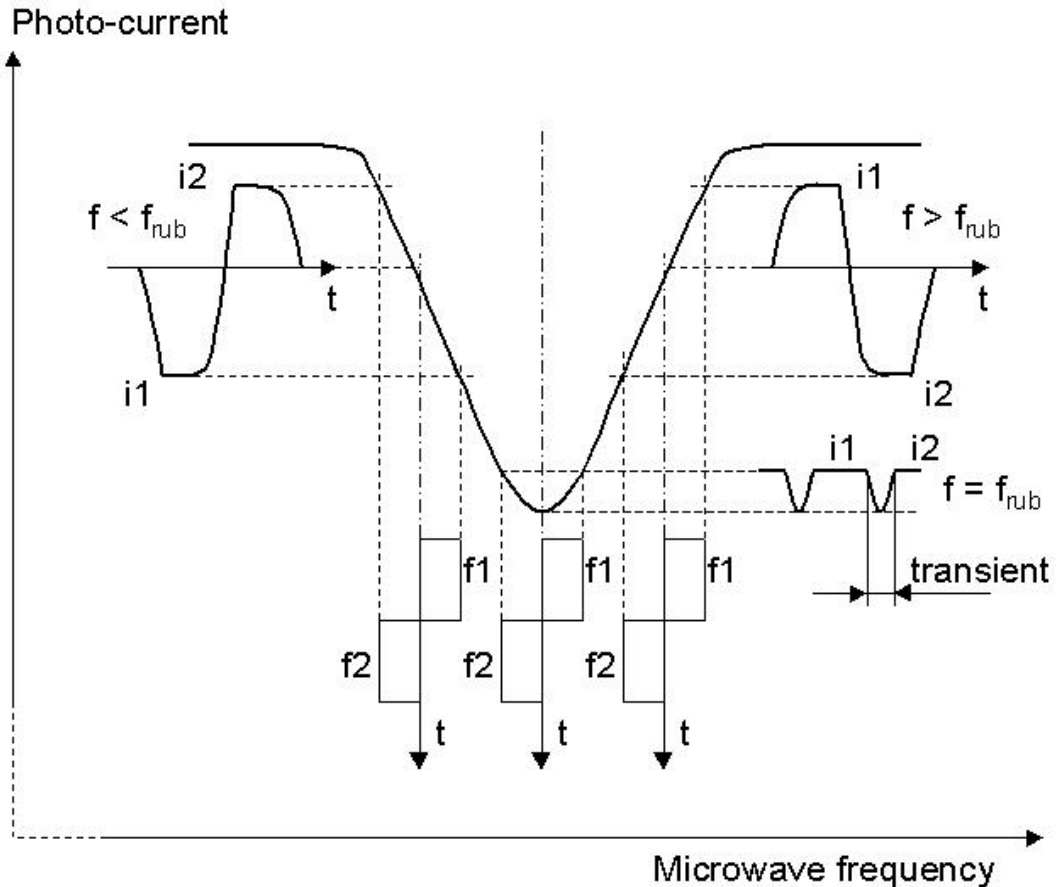 Photo-current
i2
i1
f < frub
f > frub
t
t
i1
i2
i1
i2
f = frub
f1
f1
f1
transient
f2
f2
f2
t
t
t
Microwave frequency